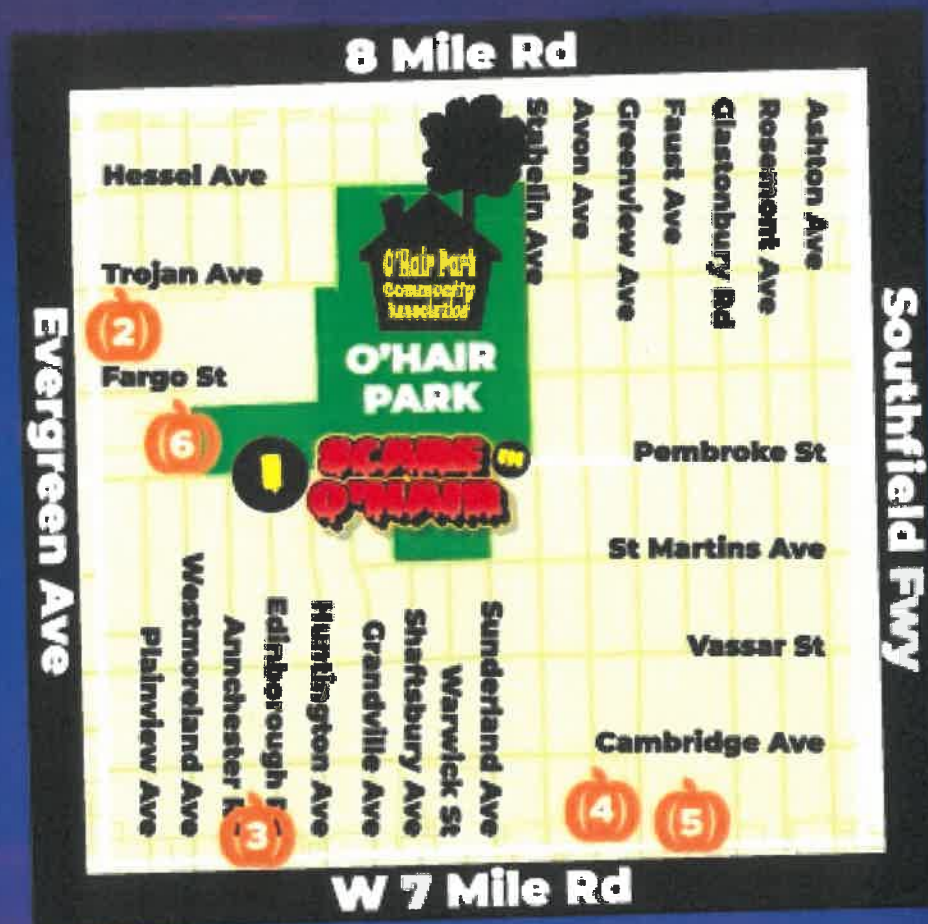 8 Mile Rd
Hessel Ave
Trojan Ave
(2)
Fargo St
(6)
Evergreen Ave
O'Hair Park
Community
Association
O'HAIR
PARK
SCARE
IN
O'HAIR
Stahelin Ave
Avon Ave
Greenview Ave
Faust Ave
Glastonbury Rd
Rosemont Ave
Ashton Ave
Southfield Fwy
Pembroke St
St Martins Ave
Vassar St
Cambridge Ave
Plainview Ave
Westmoreland Ave
Annchester R
Edinborough
Huntington Ave
Grandville Ave
Shaftsbury Ave
Warwick St
Sunderland Ave
(3)
(4)
(5)
W 7 Mile Rd